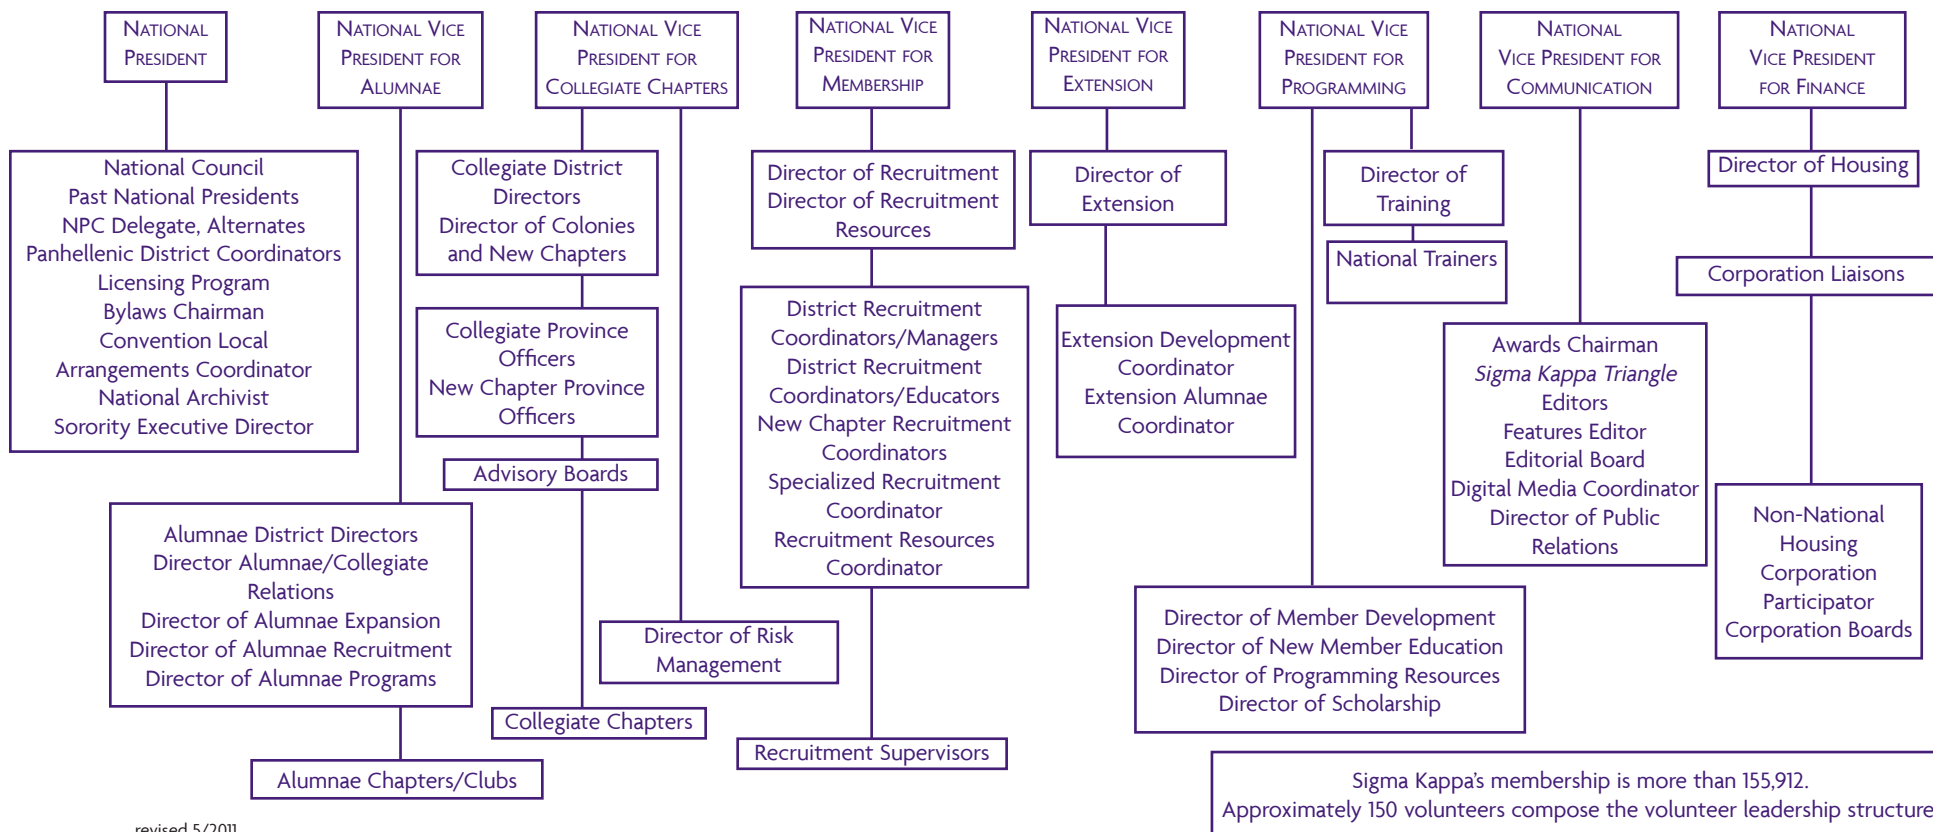 NATIONAL
PRESIDENT
National Council
Past National Presidents
NPC Delegate, Alternates
Panhellenic District Coordinators
Licensing Program
Bylaws Chairman
Convention Local
Arrangements Coordinator
National Archivist
Sorority Executive Director
NATIONAL VICE
PRESIDENT FOR
ALUMNAE
Alumnae District Directors
Director Alumnae/Collegiate
Relations
Director of Alumnae Expansion
Director of Alumnae Recruitment
Director of Alumnae Programs
Alumnae Chapters/Clubs
NATIONAL VICE
PRESIDENT FOR
COLLEGIATE CHAPTERS
Collegiate District
Directors
Director of Colonies
and New Chapters
Collegiate Province
Officers
New Chapter Province
Officers
Advisory Boards
Collegiate Chapters
Director of Risk
Management
NATIONAL VICE
PRESIDENT FOR
MEMBERSHIP
Director of Recruitment
Director of Recruitment
Resources
District Recruitment
Coordinators/Managers
District Recruitment
Coordinators/Educators
New Chapter Recruitment
Coordinators
Specialized Recruitment
Coordinator
Recruitment Resources
Coordinator
Recruitment Supervisors
NATIONAL VICE
PRESIDENT FOR
EXTENSION
Director of
Extension
Extension Development
Coordinator
Extension Alumnae
Coordinator
NATIONAL VICE
PRESIDENT FOR
PROGRAMMING
Director of
Training
National Trainers
Director of Member Development
Director of New Member Education
Director of Programming Resources
Director of Scholarship
NATIONAL
VICE PRESIDENT FOR
COMMUNICATION
Awards Chairman
Sigma Kappa Triangle
Editors
Features Editor
Editorial Board
Digital Media Coordinator
Director of Public
Relations
NATIONAL
VICE PRESIDENT
FOR FINANCE
Director of Housing
Corporation Liaisons
Non-National
Housing
Corporation
Participator
Corporation Boards
Sigma Kappa's membership is more than 155,912.
Approximately 150 volunteers compose the volunteer leadership structure
revised 5/2011